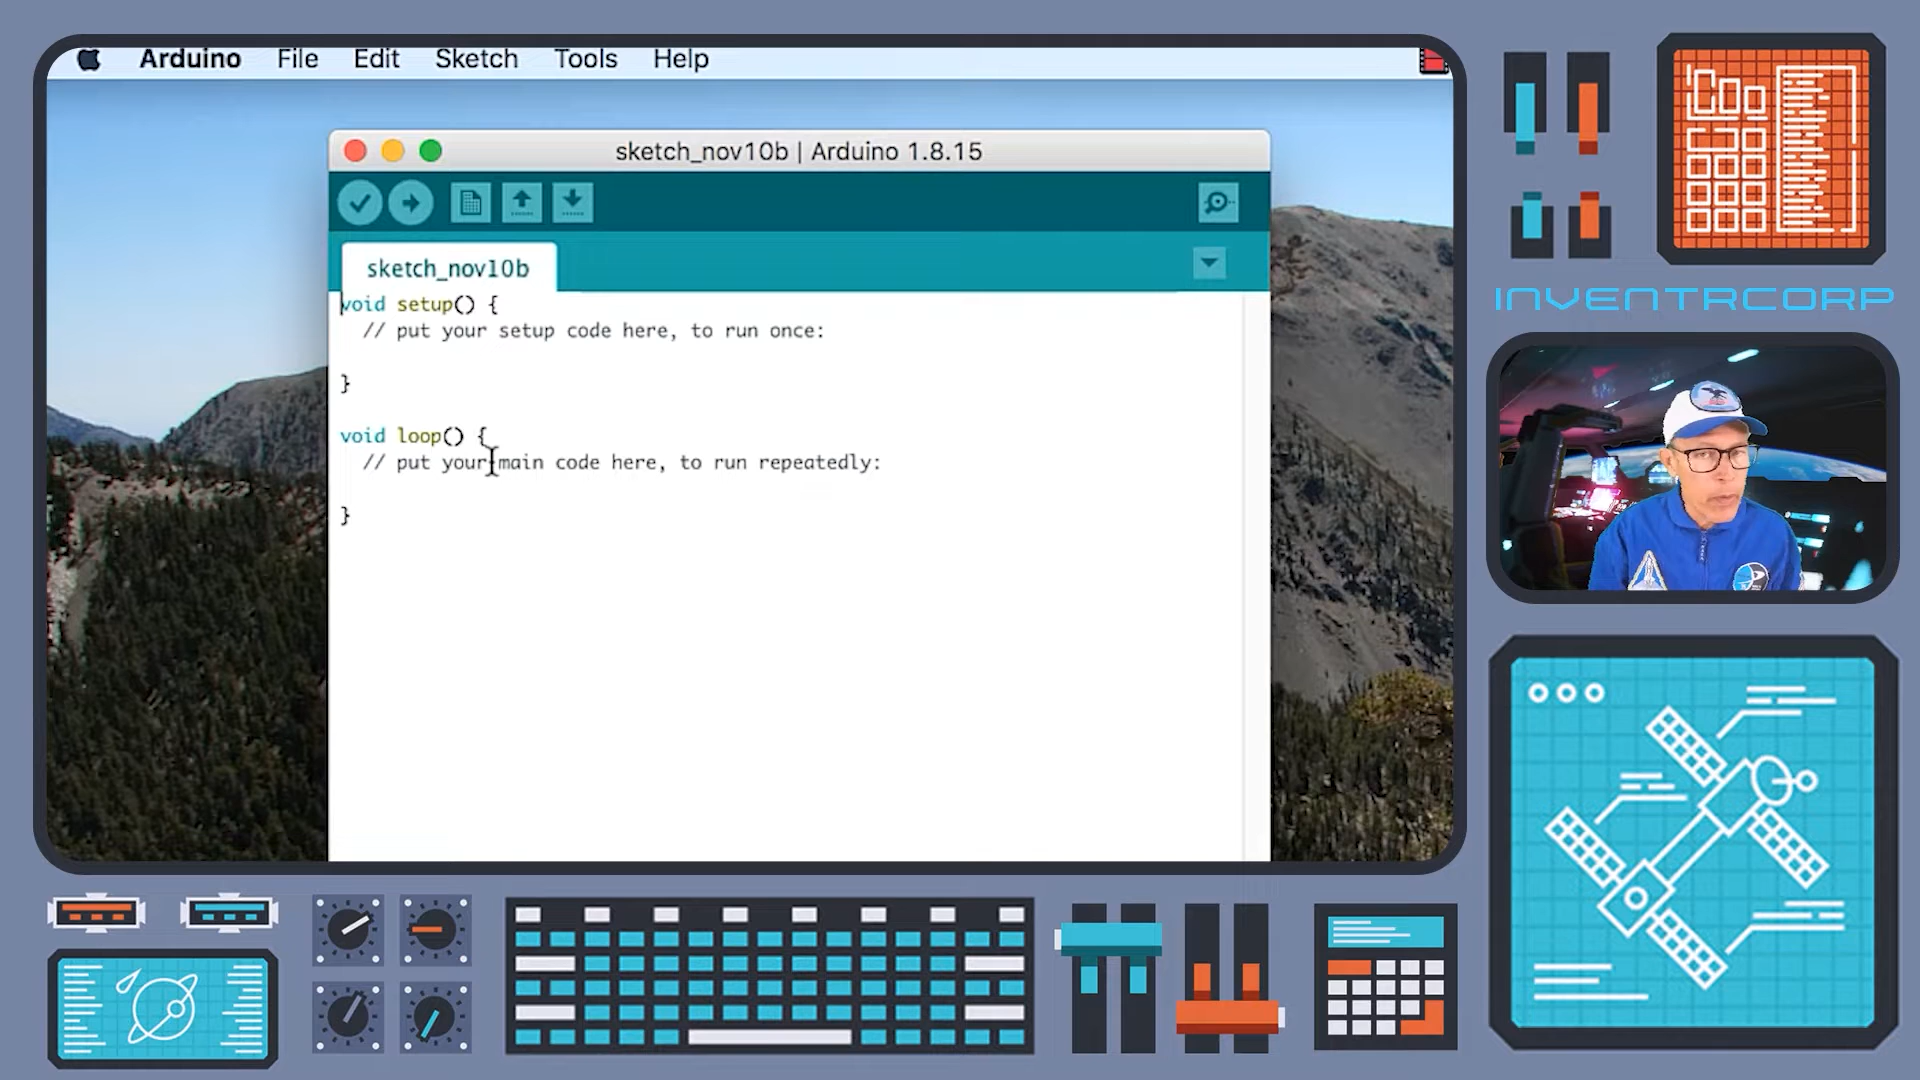 Arduino File Edit Sketch Tools Help
sketch_nov10b | Arduino 1.8.15
sketch_nov10b
void setup() {
// put your setup code here, to run once:
}
void loop() {
// put your main code here, to run repeatedly:
}
INVENTRCORP